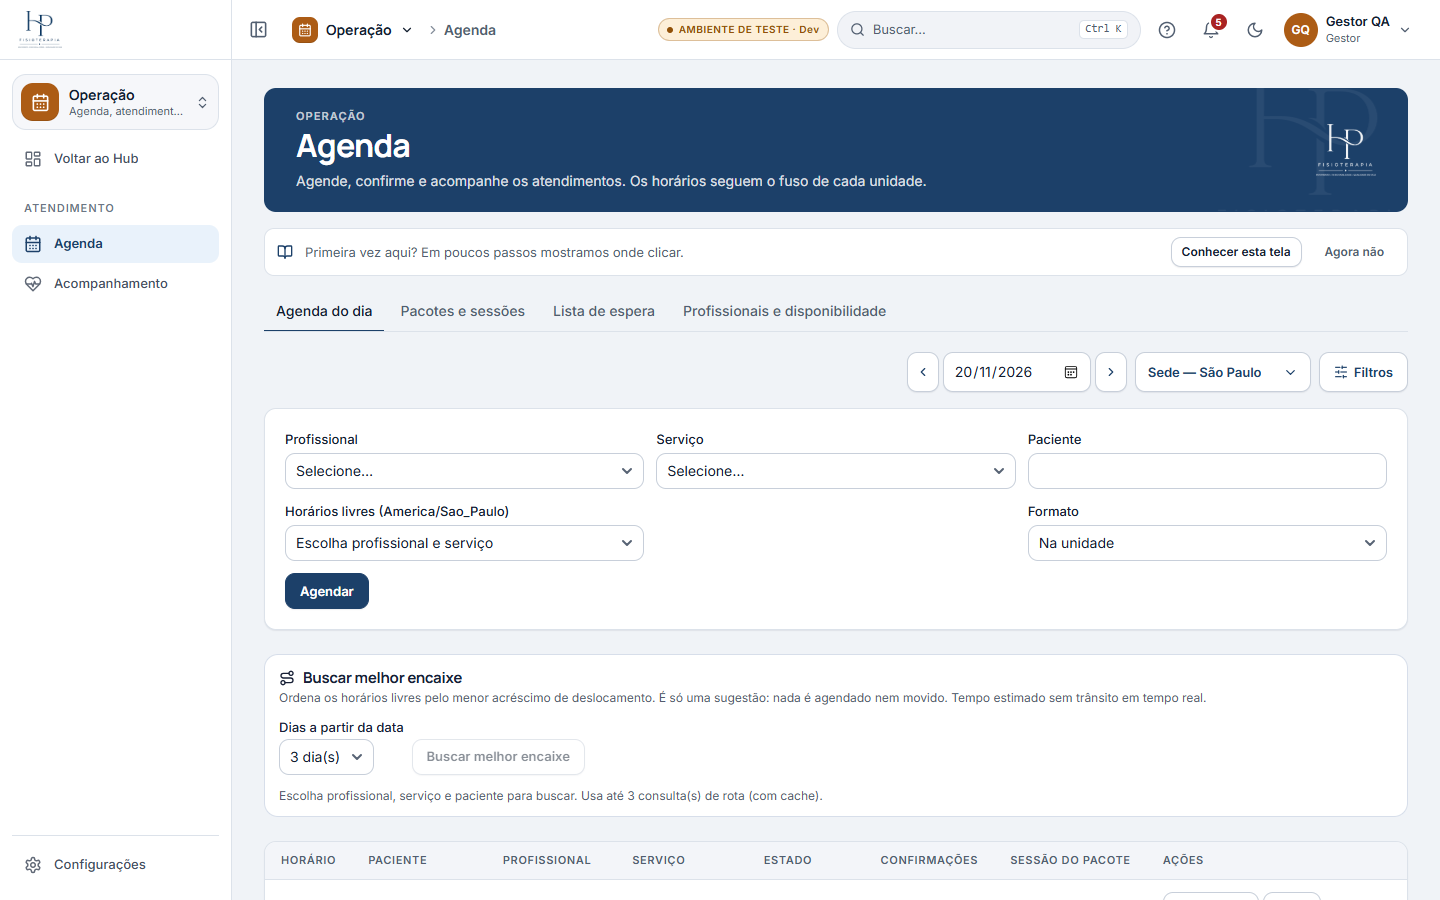 HP
FISIOTERAPIA
Operação
Agenda
AMBIENTE DE TESTE · Dev
Buscar...
Ctrl K
5
GQ
Gestor QA
Gestor
Operação
Agenda, atendiment...
Voltar ao Hub
ATENDIMENTO
Agenda
Acompanhamento
Configurações
OPERAÇÃO
Agenda
Agende, confirme e acompanhe os atendimentos. Os horários seguem o fuso de cada unidade.
HP
FISIOTERAPIA
Primeira vez aqui? Em poucos passos mostramos onde clicar.
Conhecer esta tela
Agora não
Agenda do dia
Pacotes e sessões
Lista de espera
Profissionais e disponibilidade
20/11/2026
Sede — São Paulo
Filtros
Profissional
Serviço
Paciente
Selecione...
Selecione...
Horários livres (America/Sao_Paulo)
Formato
Escolha profissional e serviço
Na unidade
Agendar
Buscar melhor encaixe
Ordena os horários livres pelo menor acréscimo de deslocamento. É só uma sugestão: nada é agendado nem movido. Tempo estimado sem trânsito em tempo real.
Dias a partir da data
3 dia(s)
Buscar melhor encaixe
Escolha profissional, serviço e paciente para buscar. Usa até 3 consulta(s) de rota (com cache).
HORÁRIO
PACIENTE
PROFISSIONAL
SERVIÇO
ESTADO
CONFIRMAÇÕES
SESSÃO DO PACOTE
AÇÕES